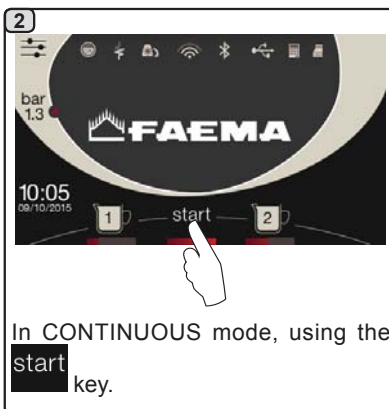 2
bar
1.3
FAEMA
10:05
09/10/2015
1 start 2
In CONTINUOUS mode, using the
start
key.